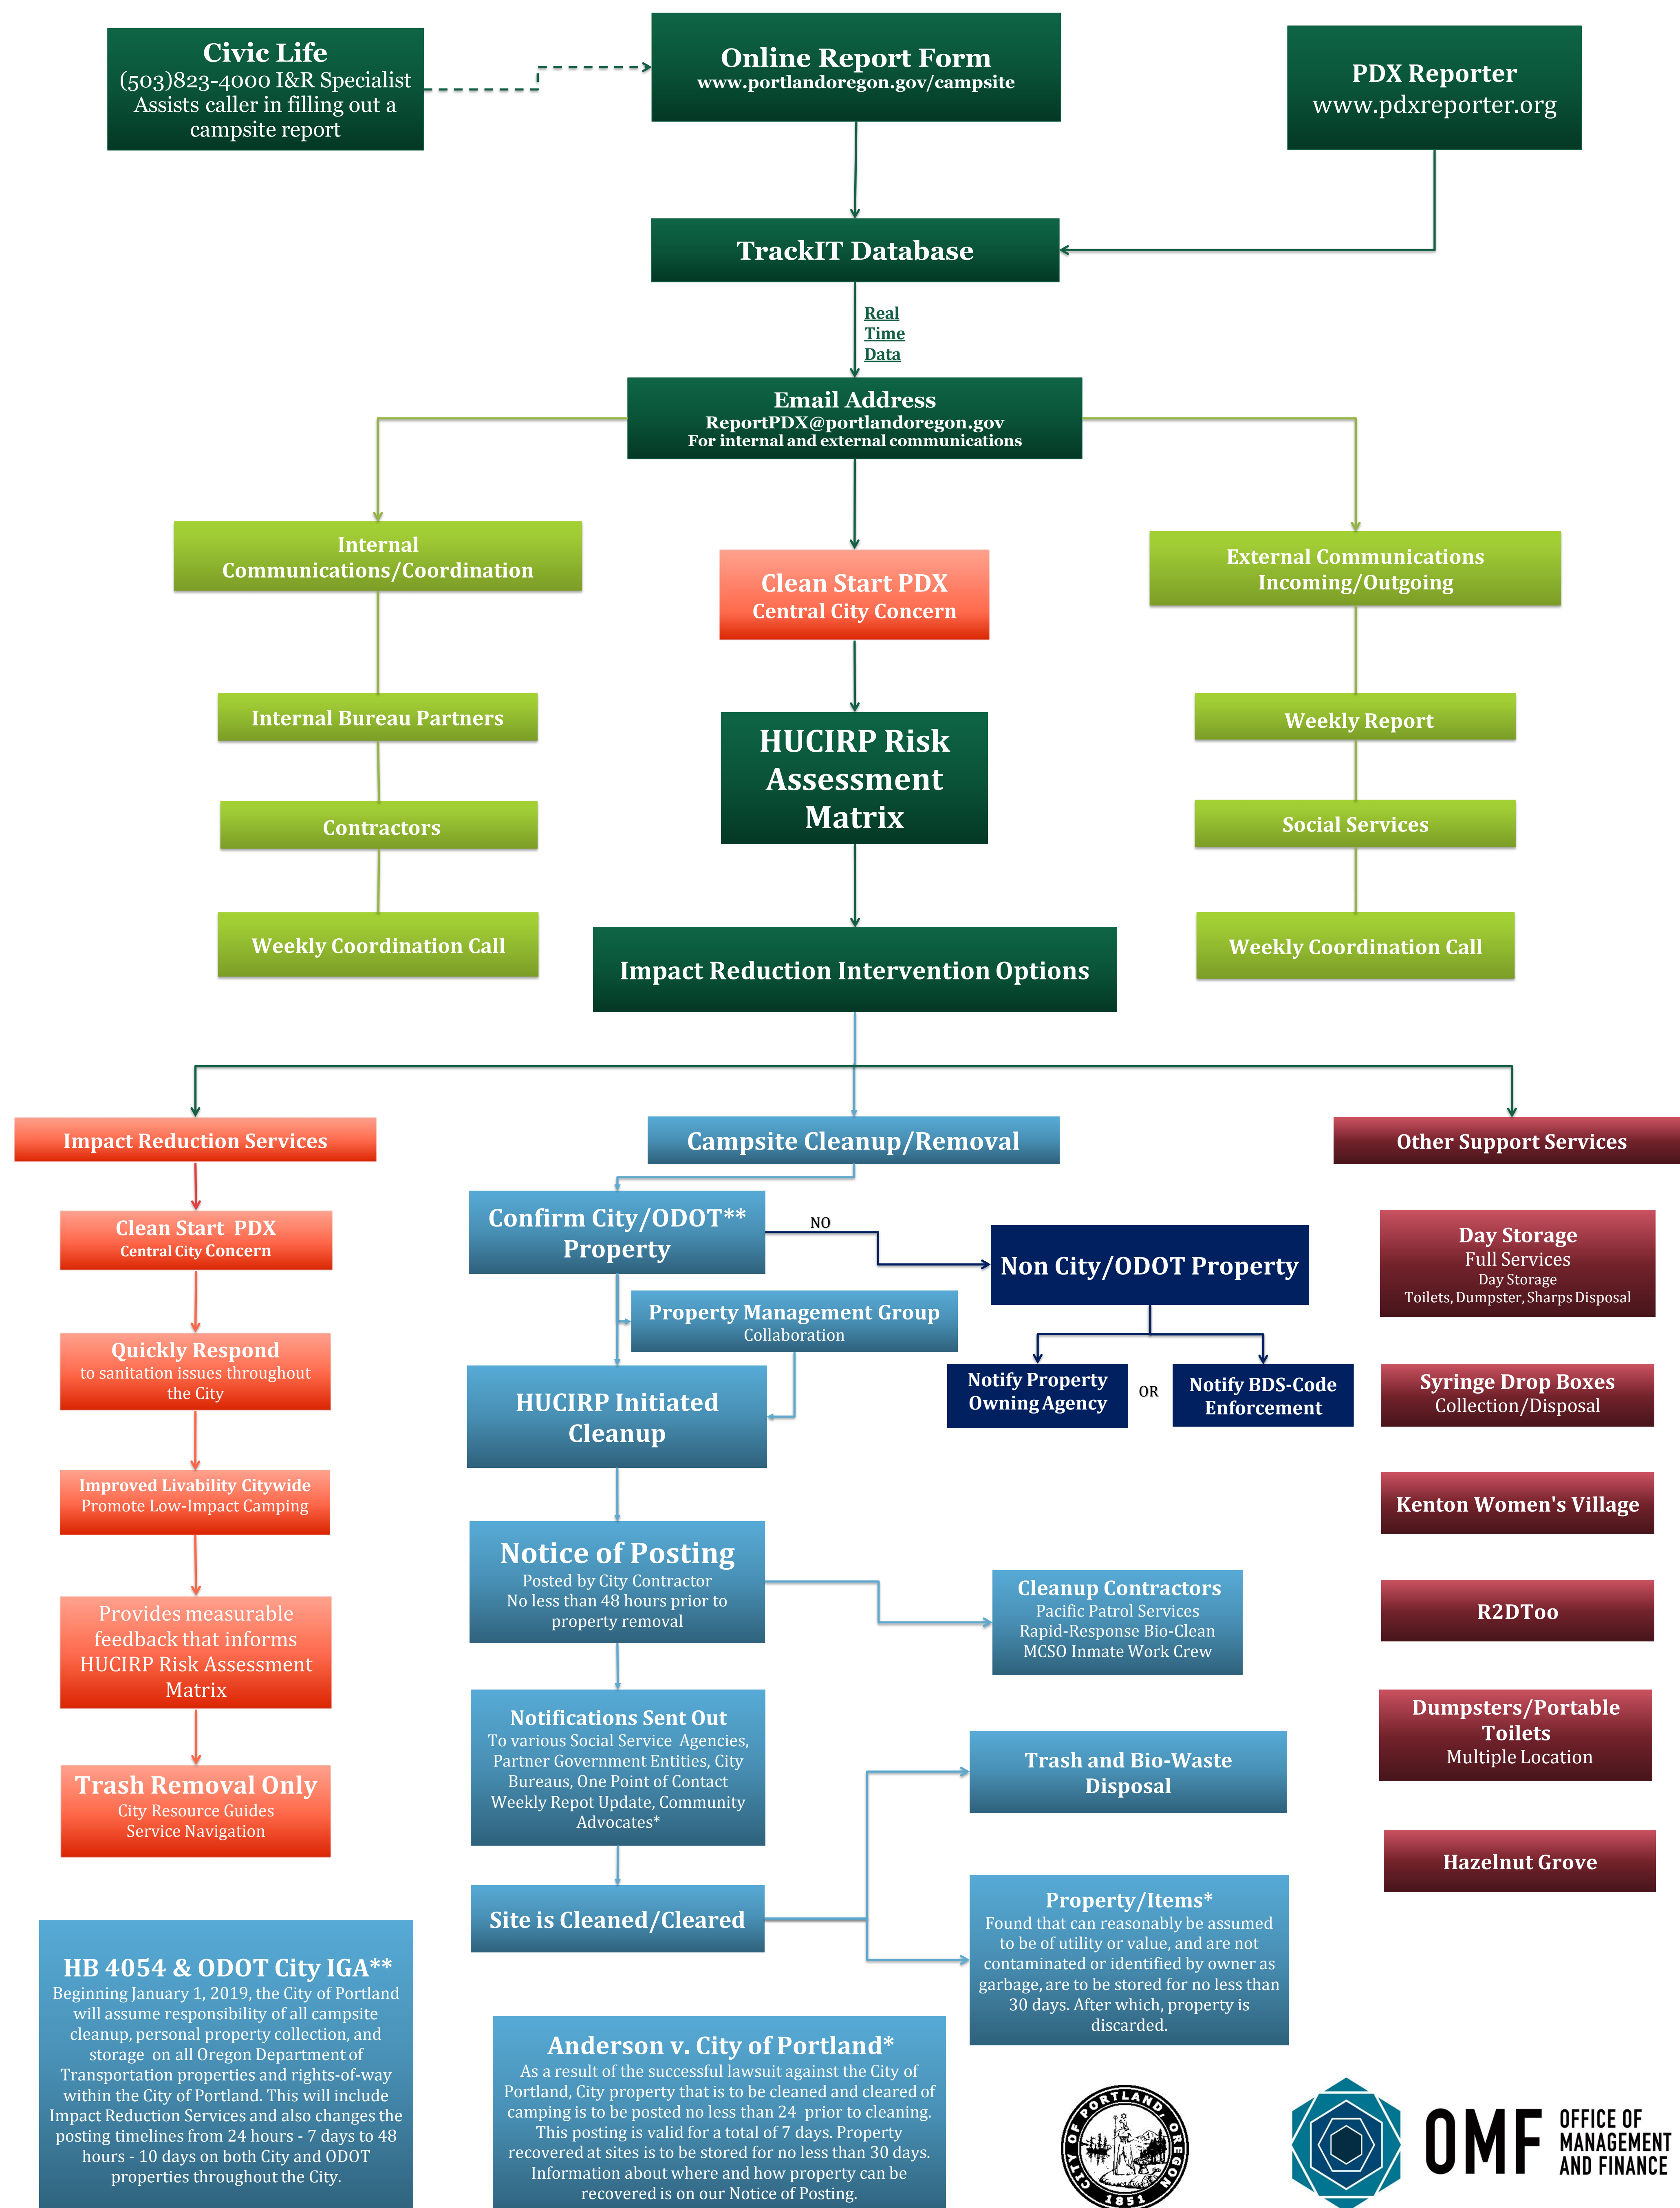 Civic Life
(503)823-4000 I&R Specialist
Assists caller in filling out a
campsite report
Online Report Form
www.portlandoregon.gov/campsite
PDX Reporter
www.pdxreporter.org
TrackIT Database
Real
Time
Data
Email Address
ReportPDX@portlandoregon.gov
For internal and external communications
Internal
Communications/Coordination
Clean Start PDX
Central City Concern
External Communications
Incoming/Outgoing
Internal Bureau Partners
HUCIRP Risk
Assessment
Matrix
Weekly Report
Contractors
Social Services
Weekly Coordination Call
Impact Reduction Intervention Options
Weekly Coordination Call
Impact Reduction Services
Clean Start  PDX
Central City Concern
Quickly Respond
to sanitation issues throughout
the City
Improved Livability Citywide
Promote Low-Impact Camping
Provides measurable
feedback that informs
HUCIRP Risk Assessment
Matrix
Trash Removal Only
City Resource Guides
Service Navigation
Campsite Cleanup/Removal
Confirm City/ODOT**
Property
NO
Non City/ODOT Property
Property Management Group
Collaboration
Notify Property
Owning Agency
OR
Notify BDS-Code
Enforcement
HUCIRP Initiated
Cleanup
Notice of Posting
Posted by City Contractor
No less than 48 hours prior to
property removal
Cleanup Contractors
Pacific Patrol Services
Rapid-Response Bio-Clean
MCSO Inmate Work Crew
Notifications Sent Out
To various Social Service  Agencies,
Partner Government Entities, City
Bureaus, One Point of Contact
Weekly Repot Update, Community
Advocates*
Trash and Bio-Waste
Disposal
Site is Cleaned/Cleared
Property/Items*
Found that can reasonably be assumed
to be of utility or value, and are not
contaminated or identified by owner as
garbage, are to be stored for no less than
30 days. After which, property is
discarded.
Other Support Services
Day Storage
Full Services
Day Storage
Toilets, Dumpster, Sharps Disposal
Syringe Drop Boxes
Collection/Disposal
Kenton Women's Village
R2DToo
Dumpsters/Portable
Toilets
Multiple Location
Hazelnut Grove
HB 4054 & ODOT City IGA**
Beginning January 1, 2019, the City of Portland
will assume responsibility of all campsite
cleanup, personal property collection, and
storage  on all Oregon Department of
Transportation properties and rights-of-way
within the City of Portland. This will include
Impact Reduction Services and also changes the
posting timelines from 24 hours - 7 days to 48
hours - 10 days on both City and ODOT
properties throughout the City.
Anderson v. City of Portland*
As a result of the successful lawsuit against the City of
Portland, City property that is to be cleaned and cleared of
camping is to be posted no less than 24  prior to cleaning.
This posting is valid for a total of 7 days. Property
recovered at sites is to be stored for no less than 30 days.
Information about where and how property can be
recovered is on our Notice of Posting.
CITY OF PORTLAND, OREGON
1851
OMF
OFFICE OF
MANAGEMENT
AND FINANCE